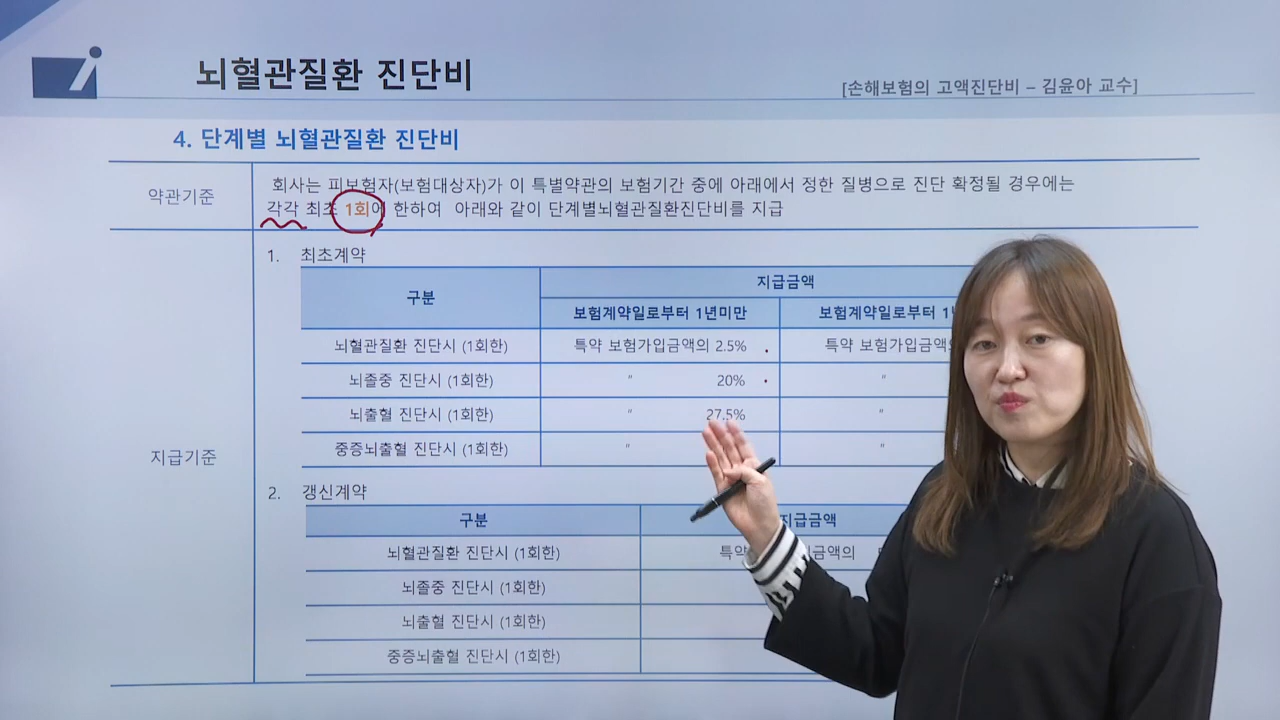 뇌혈관질환 진단비
[손해보험의 고액진단비 – 김윤아 교수]
4. 단계별 뇌혈관질환 진단비
약관기준
회사는 피보험자(보험대상자)가 이 특별약관의 보험기간 중에 아래에서 정한 질병으로 진단 확정될 경우에는
각각 최초 1회에 한하여 아래와 같이 단계별뇌혈관질환진단비를 지급
지급기준
1. 최초계약
구분 지급금액
보험계약일로부터 1년미만 보험계약일로부터
뇌혈관질환 진단시 (1회한) 특약 보험가입금액의 2.5% 특약 보험가입금액의
뇌졸중 진단시 (1회한) " 20% "
뇌출혈 진단시 (1회한) " 27.5% "
중증뇌출혈 진단시 (1회한) " "
2. 갱신계약
구분 지급금액
뇌혈관질환 진단시 (1회한) 특약 금액의
뇌졸중 진단시 (1회한)
뇌출혈 진단시 (1회한)
중증뇌출혈 진단시 (1회한)